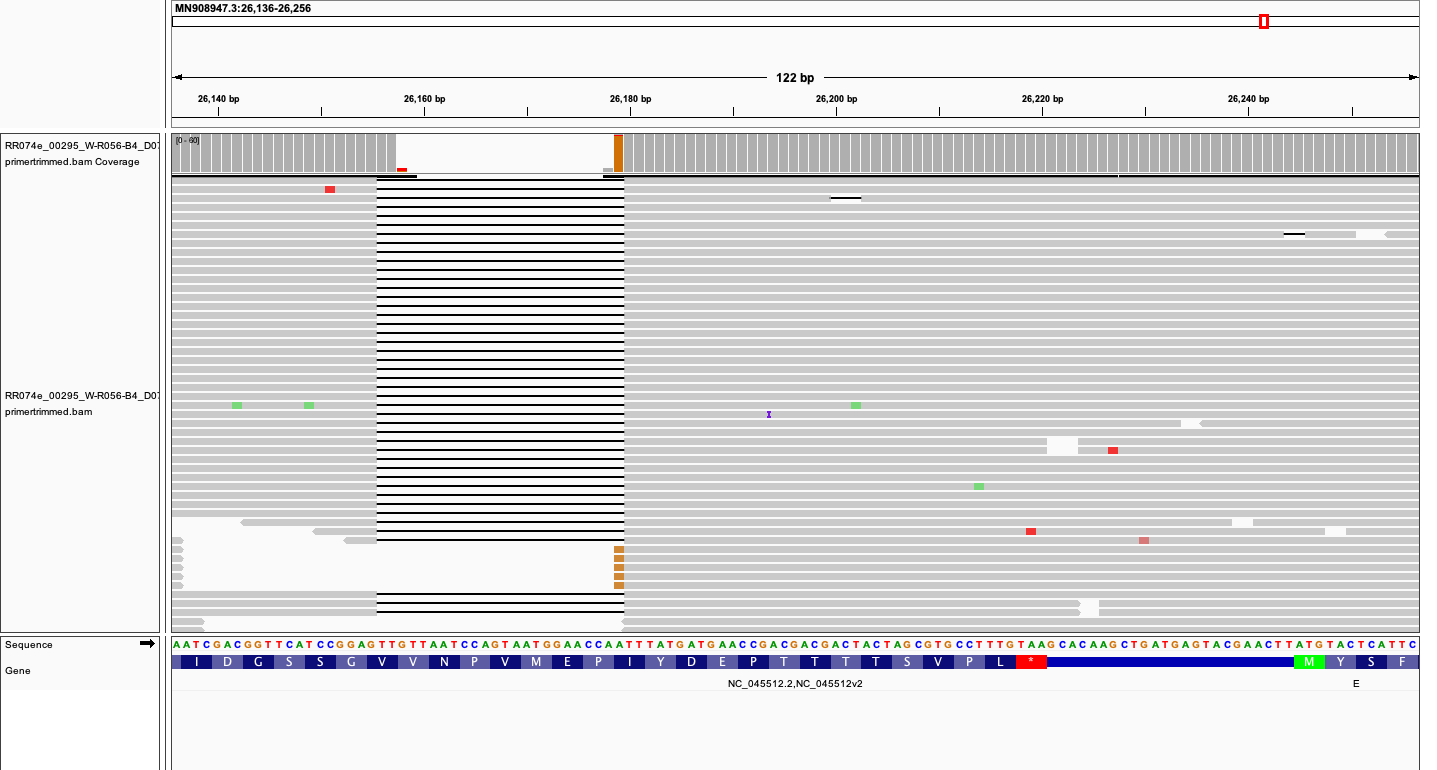 MN908947.3:26,136-26,256
122 bp
26,140 bp 26,160 bp 26,180 bp 26,200 bp 26,220 bp 26,240 bp
RR074e_00295_W-R056-B4_D07
primertrimmed.bam Coverage
[0 - 60]
RR074e_00295_W-R056-B4_D07
primertrimmed.bam
Sequence
AATCGACGGTTCATCCGGAGTTGTTAATCCAGTAATGGAACCAATTTATGATGAACCGACGACGACTACTAGCGTGCCTTTGTAAGCACAAGCTGATGAGTACGAACTTATGTACTCATTC
Gene
I D G S S G V V N P V M E P I Y D E P T T T T S V P L * M Y S F
NC_045512.2,NC_045512v2 E